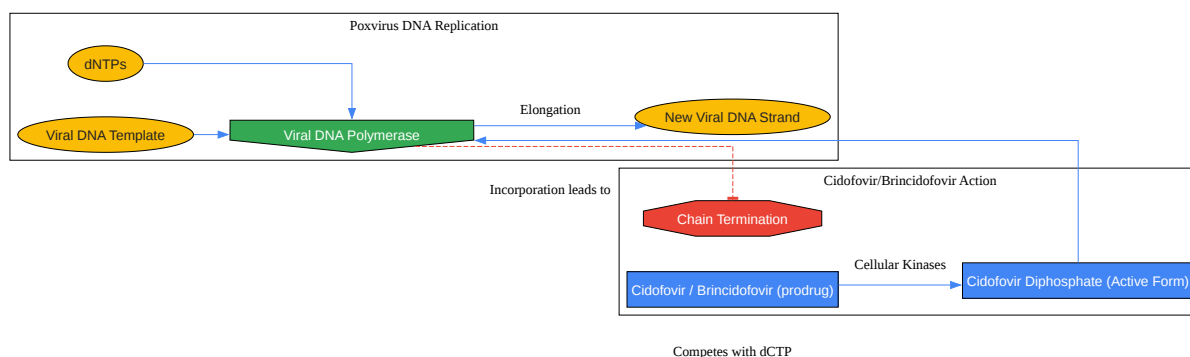 Poxvirus DNA Replication
dNTPs
Viral DNA Template
Viral DNA Polymerase
Elongation
New Viral DNA Strand
Incorporation leads to
Cidofovir/Brincidofovir Action
Chain Termination
Cidofovir / Brincidofovir (prodrug)
Cellular Kinases
Cidofovir Diphosphate (Active Form)
Competes with dCTP